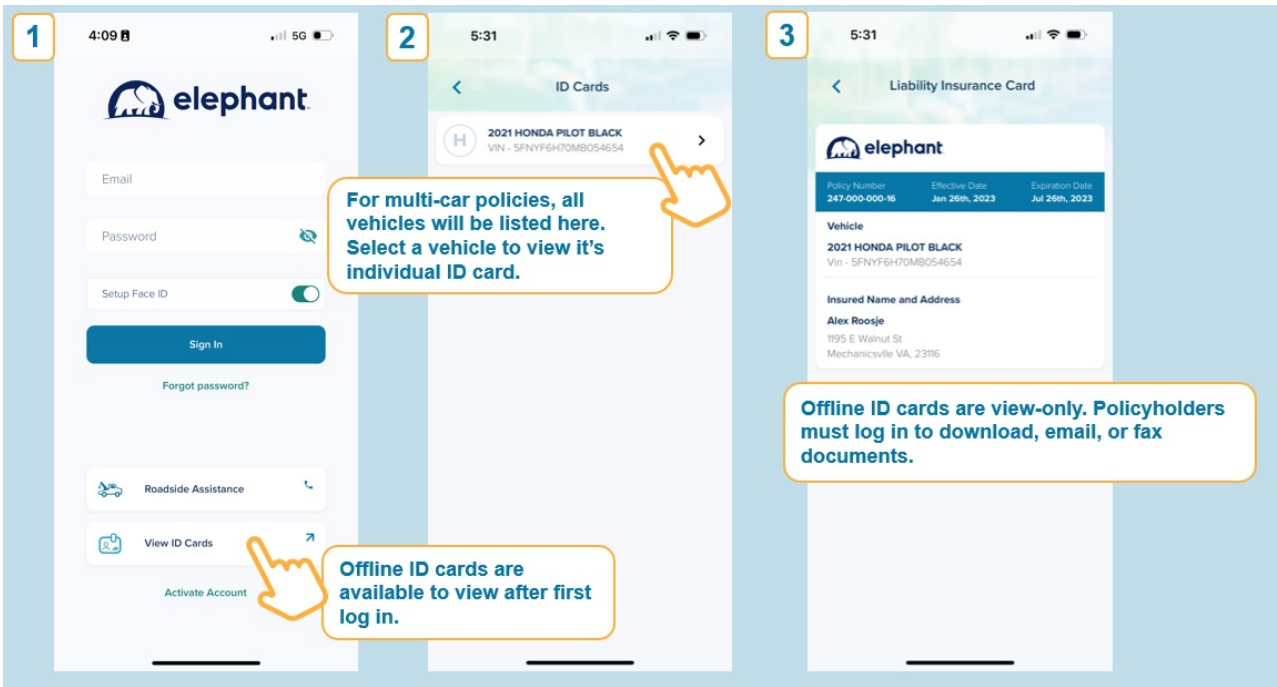 1
4:09
5G
elephant.
Email
Password
Setup Face ID
Sign In
Forgot password?
Roadside Assistance
View ID Cards
Activate Account
Offline ID cards are
available to view after first
log in.
2
5:31
ID Cards
H
2021 HONDA PILOT BLACK
VIN - 5FNYF6H70MB054654
For multi-car policies, all
vehicles will be listed here.
Select a vehicle to view it's
individual ID card.
3
5:31
Liability Insurance Card
elephant
Policy Number Effective Date Expiration Date
247-000-000-16 Jan 26th, 2023 Jul 26th, 2023
Vehicle
2021 HONDA PILOT BLACK
Vin - 5FNYF6H70MB054654
Insured Name and Address
Alex Roosje
1195 E Walnut St
Mechanicsvlle VA, 23116
Offline ID cards are view-only. Policyholders
must log in to download, email, or fax
documents.